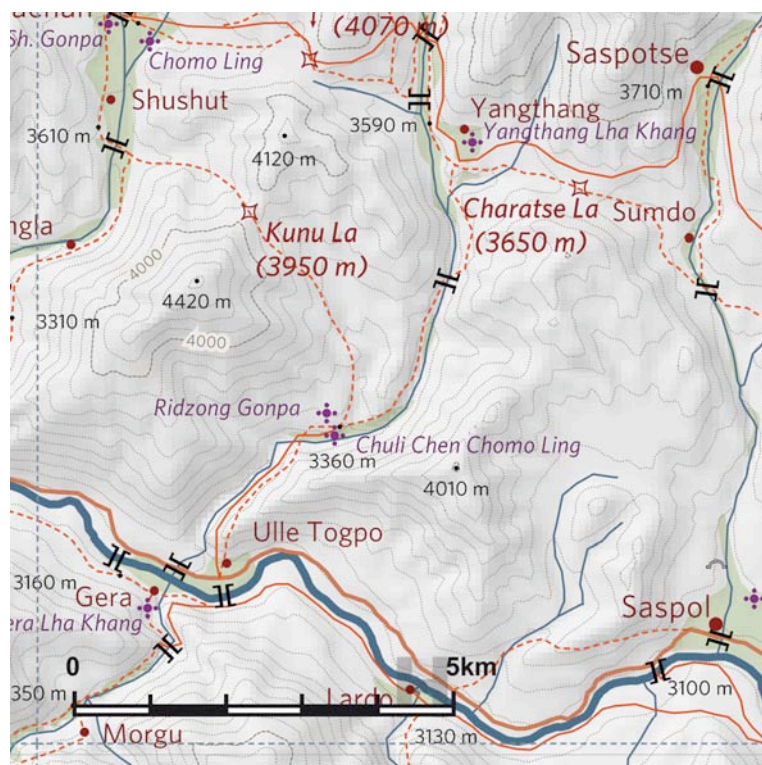 (4070 m)
Sh. Gonpa
Chomo Ling
Saspotse
3710 m
Shushut
3590 m
Yangthang
Yangthang Lha Khang
3610 m
4120 m
Kunu La
(3950 m)
Charatse La
(3650 m)
Sumdo
4000
4420 m
3310 m
4000
Ridzong Gonpa
Chuli Chen Chomo Ling
3360 m
4010 m
Ulle Togpo
3160 m
Gera
Lha Khang
Saspol
0
5km
Lardo
3100 m
3130 m
Morgu